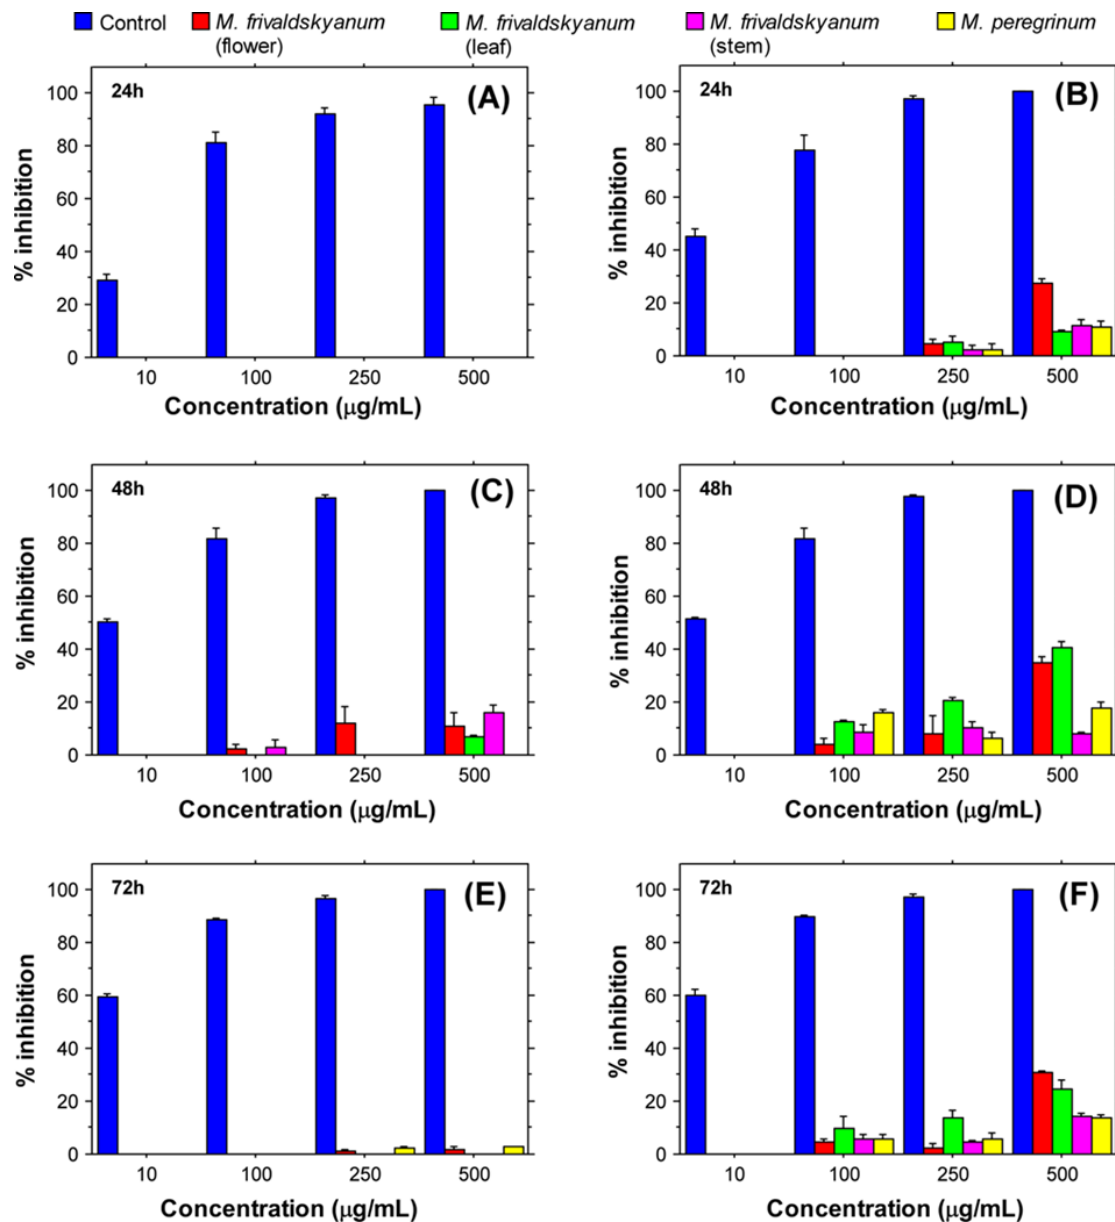 Control M. frivaldskyanum M. frivaldskyanum M. frivaldskyanum M. peregrinum
(flower) (leaf) (stem)
24h (A)
100
80
60
40
20
0
% inhibition
10 100 250 500
Concentration (μg/mL)
24h (B)
100
80
60
40
20
0
% inhibition
10 100 250 500
Concentration (μg/mL)
48h (C)
100
80
60
40
20
0
% inhibition
10 100 250 500
Concentration (μg/mL)
48h (D)
100
80
60
40
20
0
% inhibition
10 100 250 500
Concentration (μg/mL)
72h (E)
100
80
60
40
20
0
% inhibition
10 100 250 500
Concentration (μg/mL)
72h (F)
100
80
60
40
20
0
% inhibition
10 100 250 500
Concentration (μg/mL)